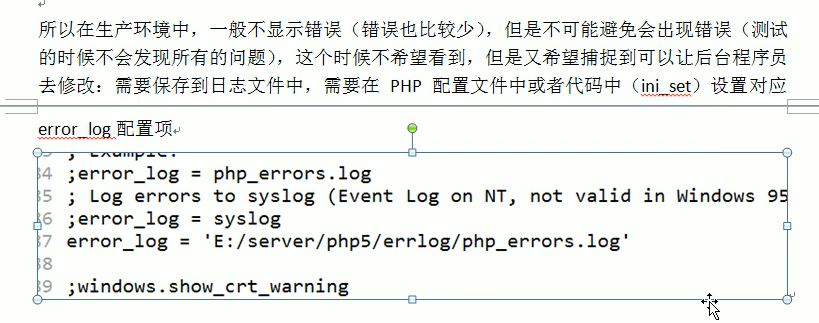 所以在生产环境中，一般不显示错误（错误也比较少），但是不可能避免会出现错误（测试
的时候不会发现所有的问题），这个时候不希望看到，但是又希望捕捉到可以让后台程序员
去修改：需要保存到日志文件中，需要在 PHP 配置文件中或者代码中（ini_set）设置对应
error_log 配置项
; Example:
34 ;error_log = php_errors.log
35 ; Log errors to syslog (Event Log on NT, not valid in Windows 95
36 ;error_log = syslog
37 error_log = 'E:/server/php5/errlog/php_errors.log'
38
39 ;windows.show_crt_warning